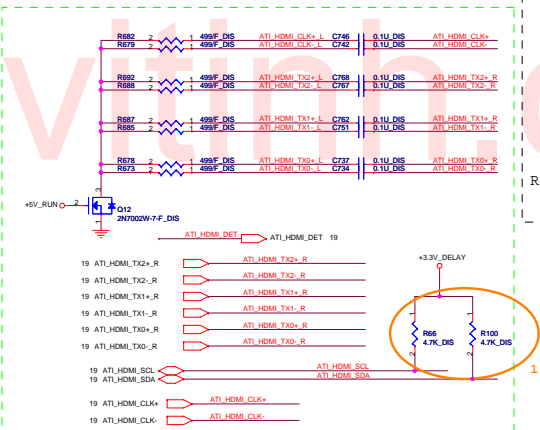 vitinh.c
R682 2 1 499/F_DIS ATI_HDMI_CLK+_L C746 0.1U_DIS ATI_HDMI_CLK+
R679 2 1 499/F_DIS ATI_HDMI_CLK-_L C742 0.1U_DIS ATI_HDMI_CLK-
R692 2 1 499/F_DIS ATI_HDMI_TX2+_L C768 0.1U_DIS ATI_HDMI_TX2+_R
R688 2 1 499/F_DIS ATI_HDMI_TX2-_L C767 0.1U_DIS ATI_HDMI_TX2-_R
R687 2 1 499/F_DIS ATI_HDMI_TX1+_L C762 0.1U_DIS ATI_HDMI_TX1+_R
R685 2 1 499/F_DIS ATI_HDMI_TX1-_L C751 0.1U_DIS ATI_HDMI_TX1-_R
R678 2 1 499/F_DIS ATI_HDMI_TX0+_L C737 0.1U_DIS ATI_HDMI_TX0+_R
R673 2 1 499/F_DIS ATI_HDMI_TX0-_L C734 0.1U_DIS ATI_HDMI_TX0-_R
R
3
+5V_RUN 2 Q12
2N7002W-7-F_DIS
1
ATI_HDMI_DET ATI_HDMI_DET 19
+3.3V_DELAY
19 ATI_HDMI_TX2+_R ATI_HDMI_TX2+_R
19 ATI_HDMI_TX2-_R ATI_HDMI_TX2-_R
19 ATI_HDMI_TX1+_R ATI_HDMI_TX1+_R
19 ATI_HDMI_TX1-_R ATI_HDMI_TX1-_R
19 ATI_HDMI_TX0+_R ATI_HDMI_TX0+_R
19 ATI_HDMI_TX0-_R ATI_HDMI_TX0-_R
1 1
R66 R100
4.7K_DIS 4.7K_DIS
2 2
19 ATI_HDMI_SCL ATI_HDMI_SCL
19 ATI_HDMI_SDA ATI_HDMI_SDA
1
19 ATI_HDMI_CLK+ ATI_HDMI_CLK+
19 ATI_HDMI_CLK- ATI_HDMI_CLK-